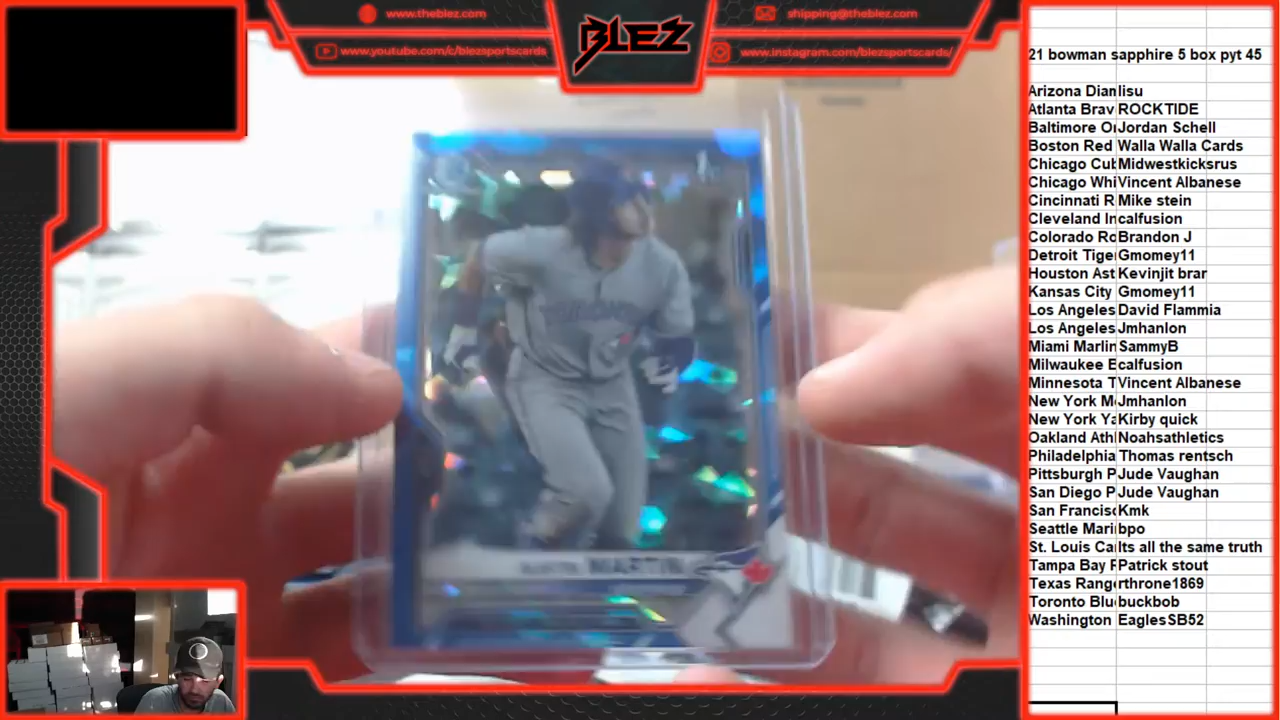 www.theblez.com
www.youtube.com/c/blezsportscards
BLEZ
shipping@theblez.com
www.instagram.com/blezsportscards/
21 bowman sapphire 5 box pyt 45
Arizona Diam lisu
Atlanta Brav ROCKTIDE
Baltimore Or Jordan Schell
Boston Red Walla Walla Cards
Chicago Cub Midwestkicksrus
Chicago Whi Vincent Albanese
Cincinnati R Mike stein
Cleveland In calfusion
Colorado Ro Brandon J
Detroit Tige Gmomey11
Houston Ast Kevinjit brar
Kansas City Gmomey11
Los Angeles David Flammia
Los Angeles Jmhanlon
Miami Marlin SammyB
Milwaukee B calfusion
Minnesota T Vincent Albanese
New York M Jmhanlon
New York Ya Kirby quick
Oakland Ath Noahsathletics
Philadelphia Thomas rentsch
Pittsburgh P Jude Vaughan
San Diego P Jude Vaughan
San Francisc Kmk
Seattle Mari bpo
St. Louis Ca Its all the same truth
Tampa Bay R Patrick stout
Texas Range throne1869
Toronto Blu buckbob
Washington EaglesSB52
MARTIN